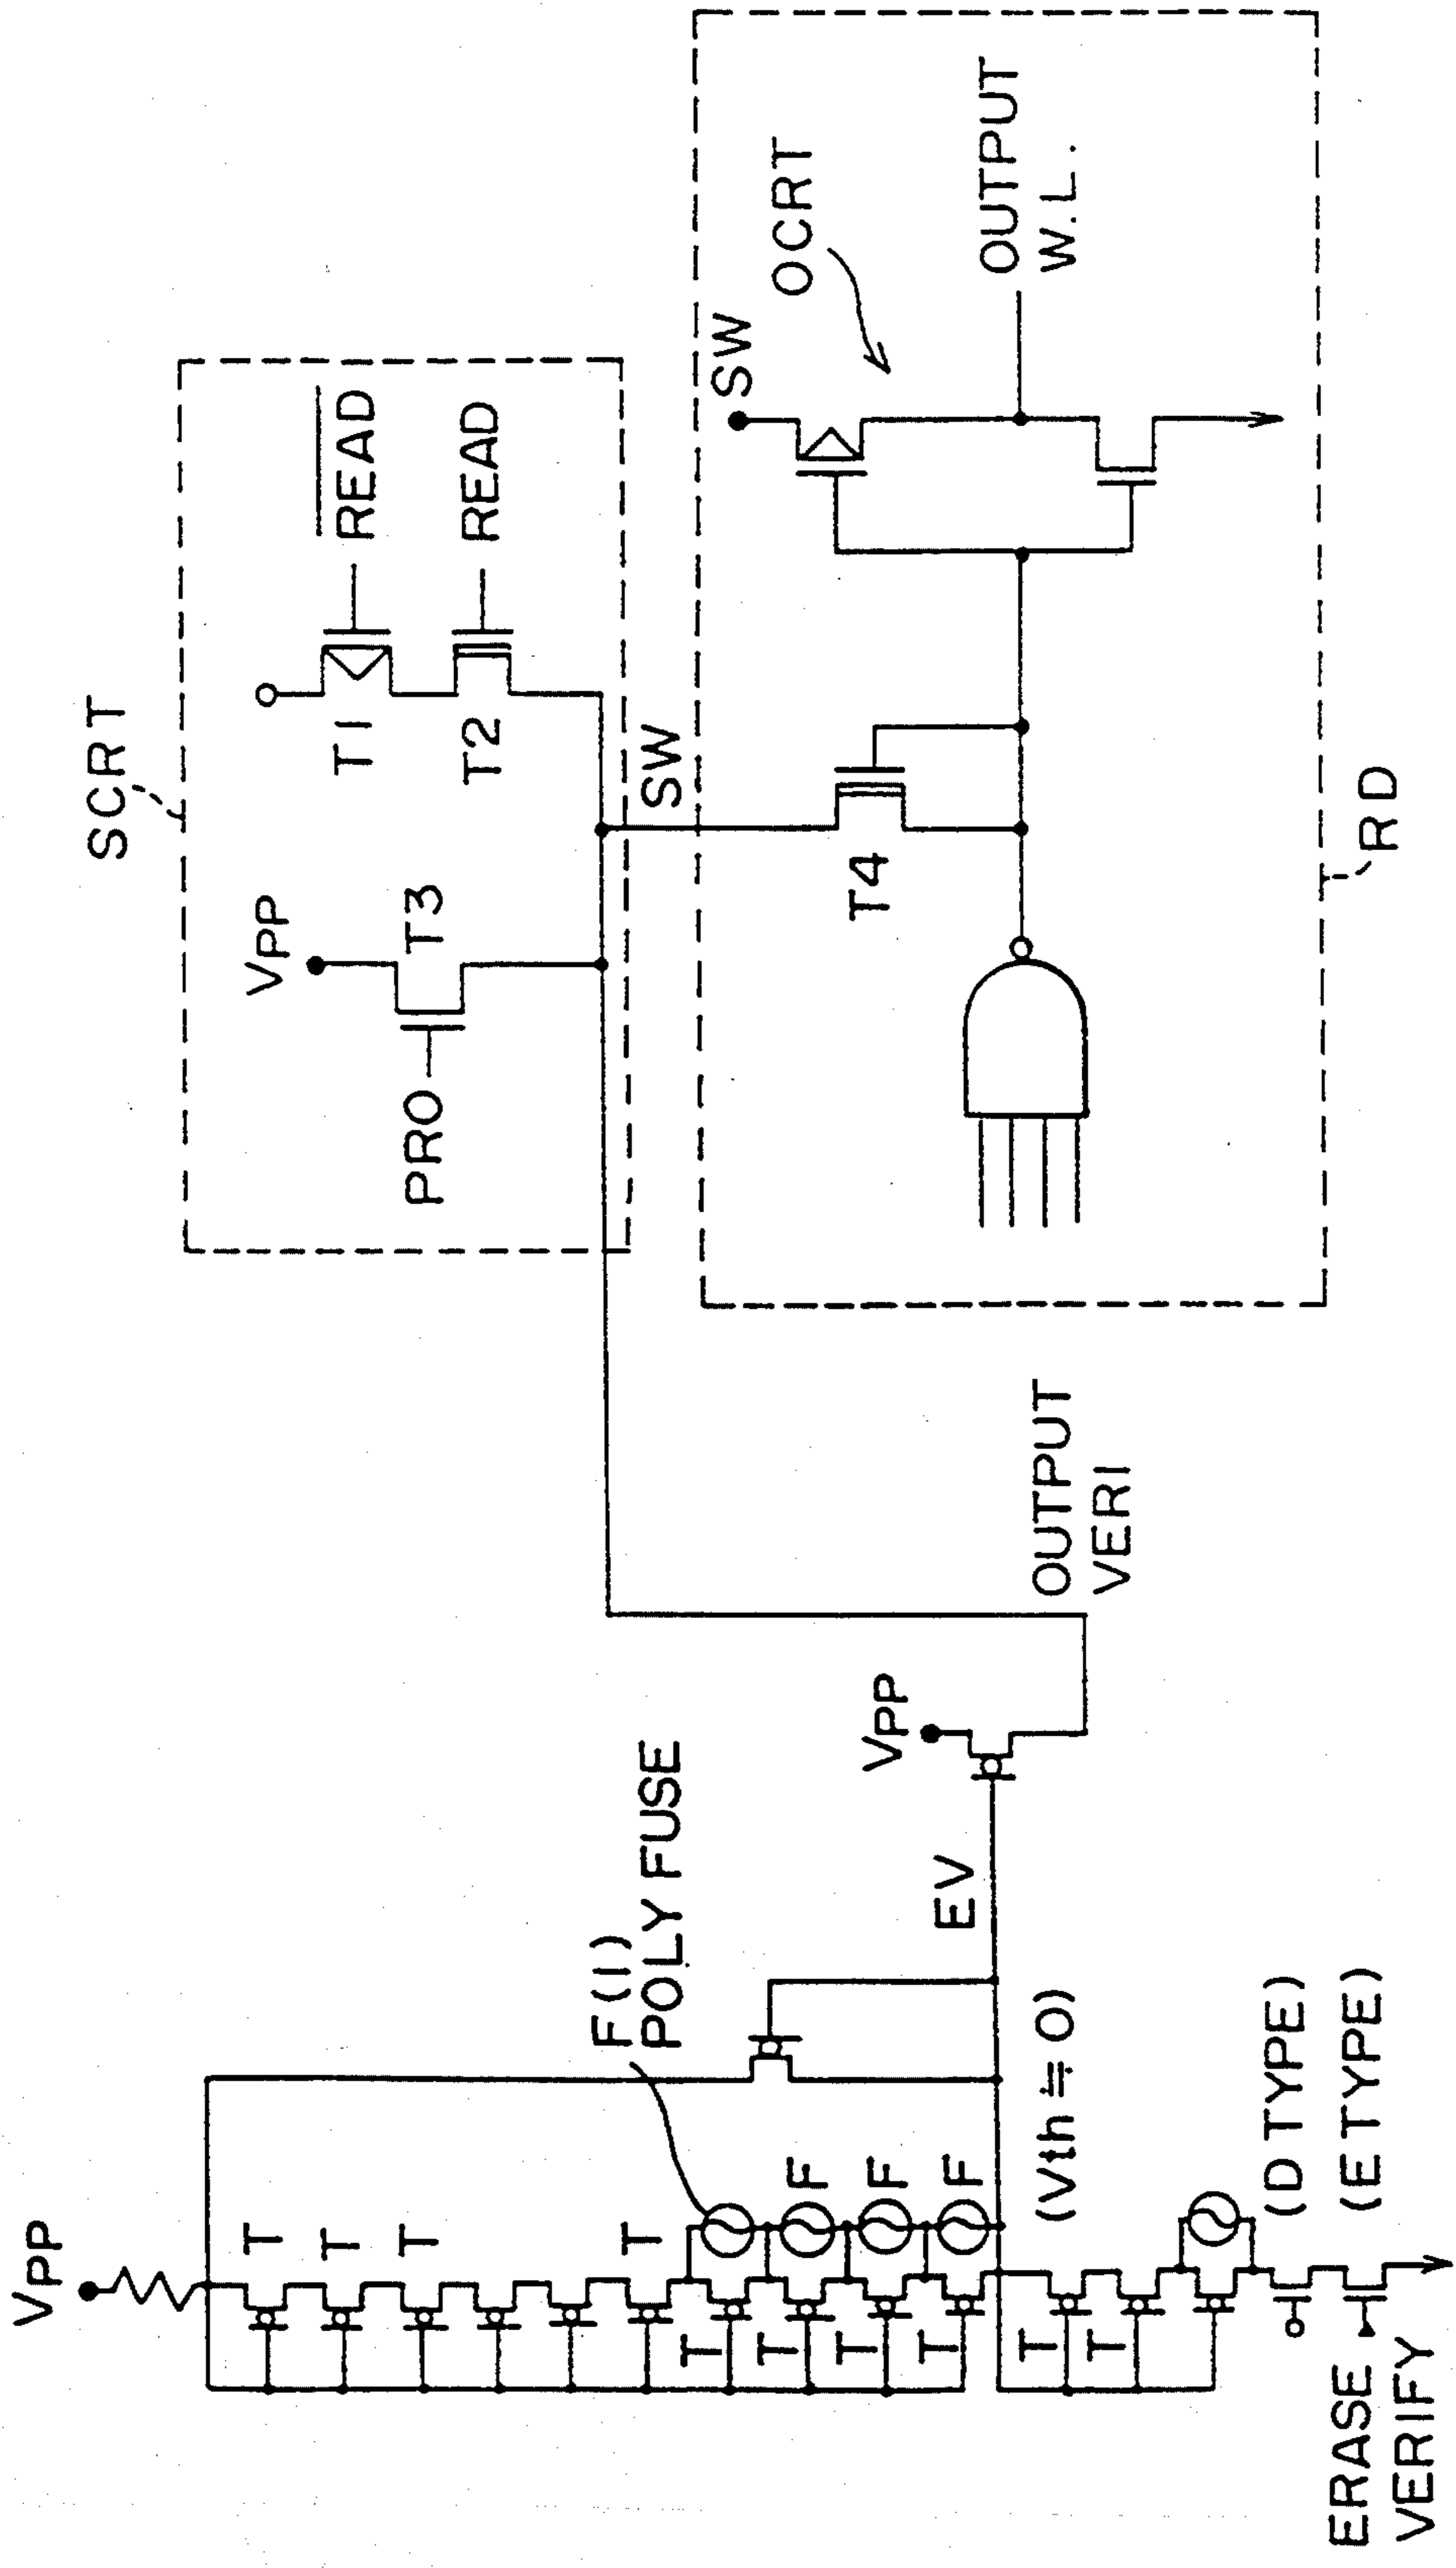 SCRT
VPP
T3
PRO
T1
READ
T2
READ
SW
SW
OCRT
OUTPUT
W.L.
T4
RD
VPP
T
T
T
T
F(1)
POLY FUSE
F
F
F
T
T
T
T
EV
VPP
OUTPUT
VERI
(Vth ≒ 0)
T
T
(D TYPE)
(E TYPE)
ERASE
VERIFY